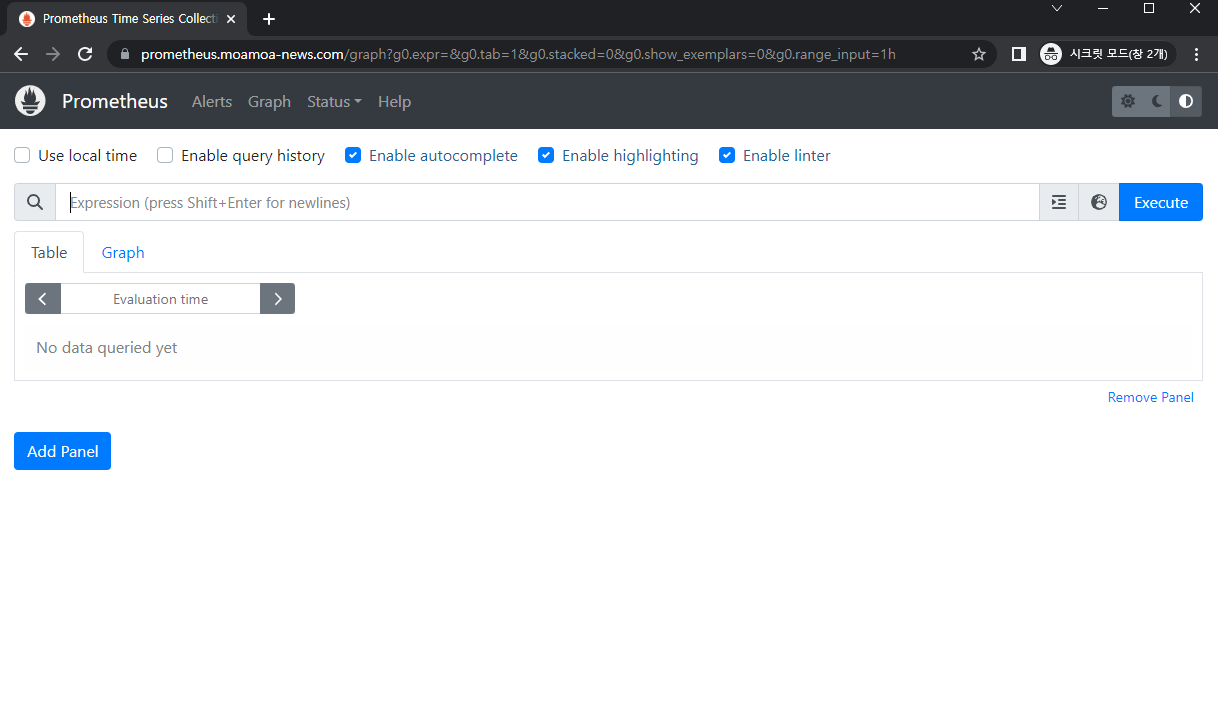 Prometheus Time Series Collecti
prometheus.moamoa-news.com/graph?g0.expr=&g0.tab=1&g0.stacked=0&g0.show_exemplars=0&g0.range_input=1h
시크릿 모드(창 2개)
Prometheus Alerts Graph Status Help
Use local time Enable query history Enable autocomplete Enable highlighting Enable linter
Expression (press Shift+Enter for newlines) Execute
Table Graph
Evaluation time
No data queried yet
Remove Panel
Add Panel